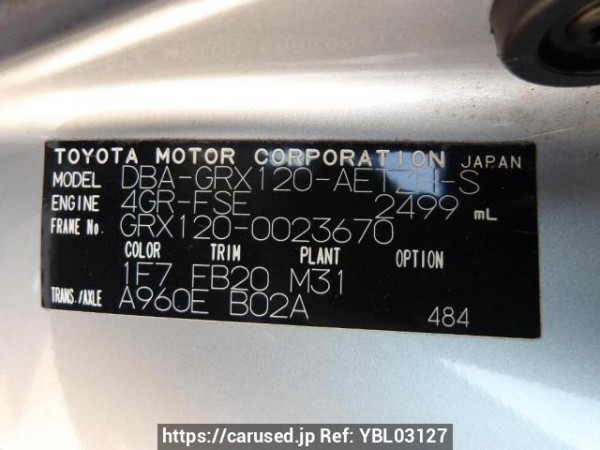 TOYOTA MOTOR CORPORATION JAPAN
MODEL DBA-GRX120-AETZH-S
ENGINE 4GR-FSE 2499 mL
FRAME No. GRX120-0023670
COLOR TRIM PLANT OPTION
1F7 EB20 M31
TRANS./AXLE A960E B02A 484
https://carused.jp Ref: YBL03127